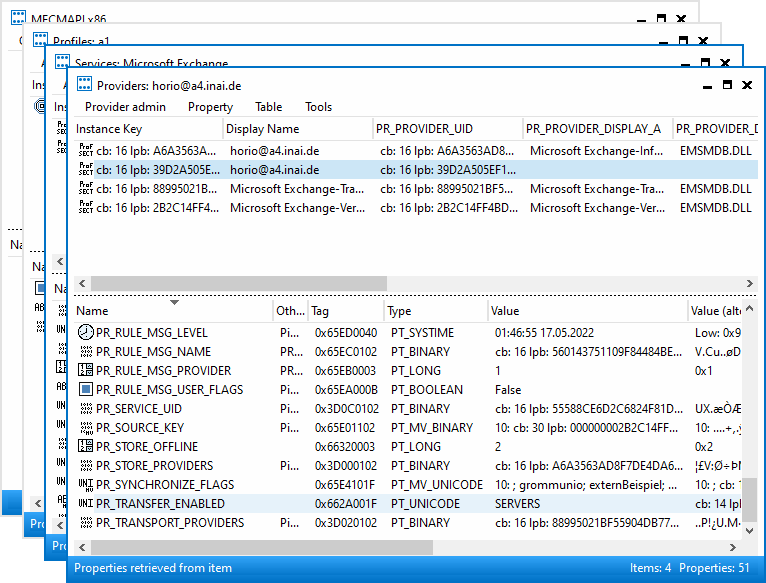 MFCMAPI x86
Profiles: a1
Services: Microsoft Exchange
Providers: horio@a4.inai.de
Provider admin Property Table Tools
Instance Key Display Name PR_PROVIDER_UID PR_PROVIDER_DISPLAY_A PR_PROVIDER_D
cb: 16 lpb: A6A3563A... horio@a4.inai.de cb: 16 lpb: A6A3563AD8... Microsoft Exchange-Inf... EMSMDB.DLL
cb: 16 lpb: 39D2A505E... horio@a4.inai.de cb: 16 lpb: 39D2A505EF1...
cb: 16 lpb: 88995021B... Microsoft Exchange-Tra... cb: 16 lpb: 88995021BF5... Microsoft Exchange-Tra... EMSMDB.DLL
cb: 16 lpb: 2B2C14FF4... Microsoft Exchange-Ver... cb: 16 lpb: 2B2C14FF4BD... Microsoft Exchange-Ver... EMSMDB.DLL
Name Oth... Tag Type Value Value (alte
PR_RULE_MSG_LEVEL Pi... 0x65ED0040 PT_SYSTIME 01:46:55 17.05.2022 Low: 0x9
PR_RULE_MSG_NAME PR... 0x65EC0102 PT_BINARY cb: 16 lpb: 560143751109F84484BE... V.Cu..øD
PR_RULE_MSG_PROVIDER PR... 0x65EB0003 PT_LONG 1 0x1
PR_RULE_MSG_USER_FLAGS Pi... 0x65EA000B PT_BOOLEAN False
PR_SERVICE_UID Pi... 0x3D0C0102 PT_BINARY cb: 16 lpb: 55588CE6D2C6824F81D... UX.æÒÆ
PR_SOURCE_KEY Pi... 0x65E01102 PT_MV_BINARY 10: cb: 30 lpb: 000000002B2C14FF...
PR_STORE_OFFLINE 0x66320003 PT_LONG 2 0x2
PR_STORE_PROVIDERS Pi... 0x3D000102 PT_BINARY cb: 16 lpb: A6A3563AD8F7DE4DA6... ¦£V:Ø÷ÞM
PR_SYNCHRONIZE_FLAGS Pi... 0x65E4101F PT_MV_UNICODE 10: ; grommunio; externBeispiel; ... 10: ; cb: 1
PR_TRANSFER_ENABLED 0x662A001F PT_UNICODE SERVERS cb: 14 lpl
PR_TRANSPORT_PROVIDERS Pi... 0x3D020102 PT_BINARY cb: 16 lpb: 88995021BF55904DB77... ..P!¿U.M·
Properties retrieved from item Items: 4 Properties: 51